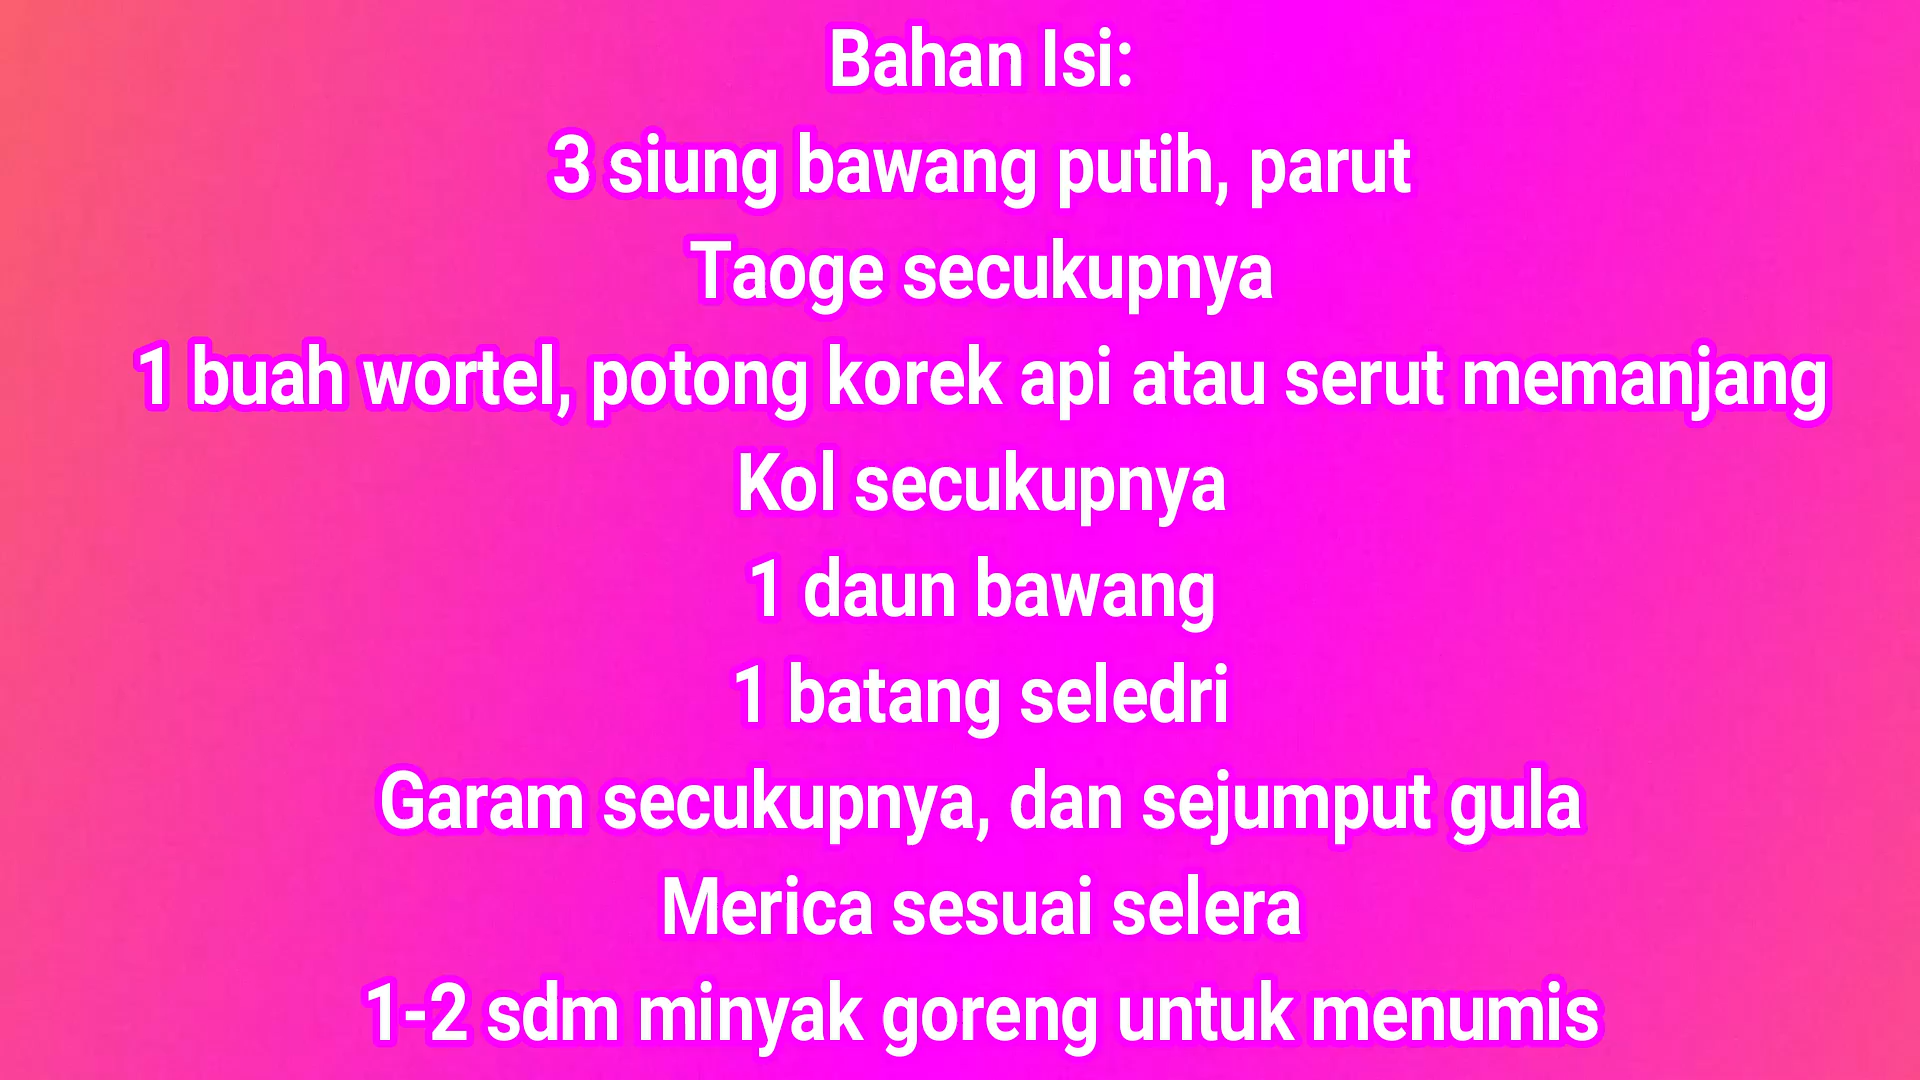 Bahan Isi:
3 siung bawang putih, parut
Taoge secukupnya
1 buah wortel, potong korek api atau serut memanjang
Kol secukupnya
1 daun bawang
1 batang seledri
Garam secukupnya, dan sejumput gula
Merica sesuai selera
1-2 sdm minyak goreng untuk menumis